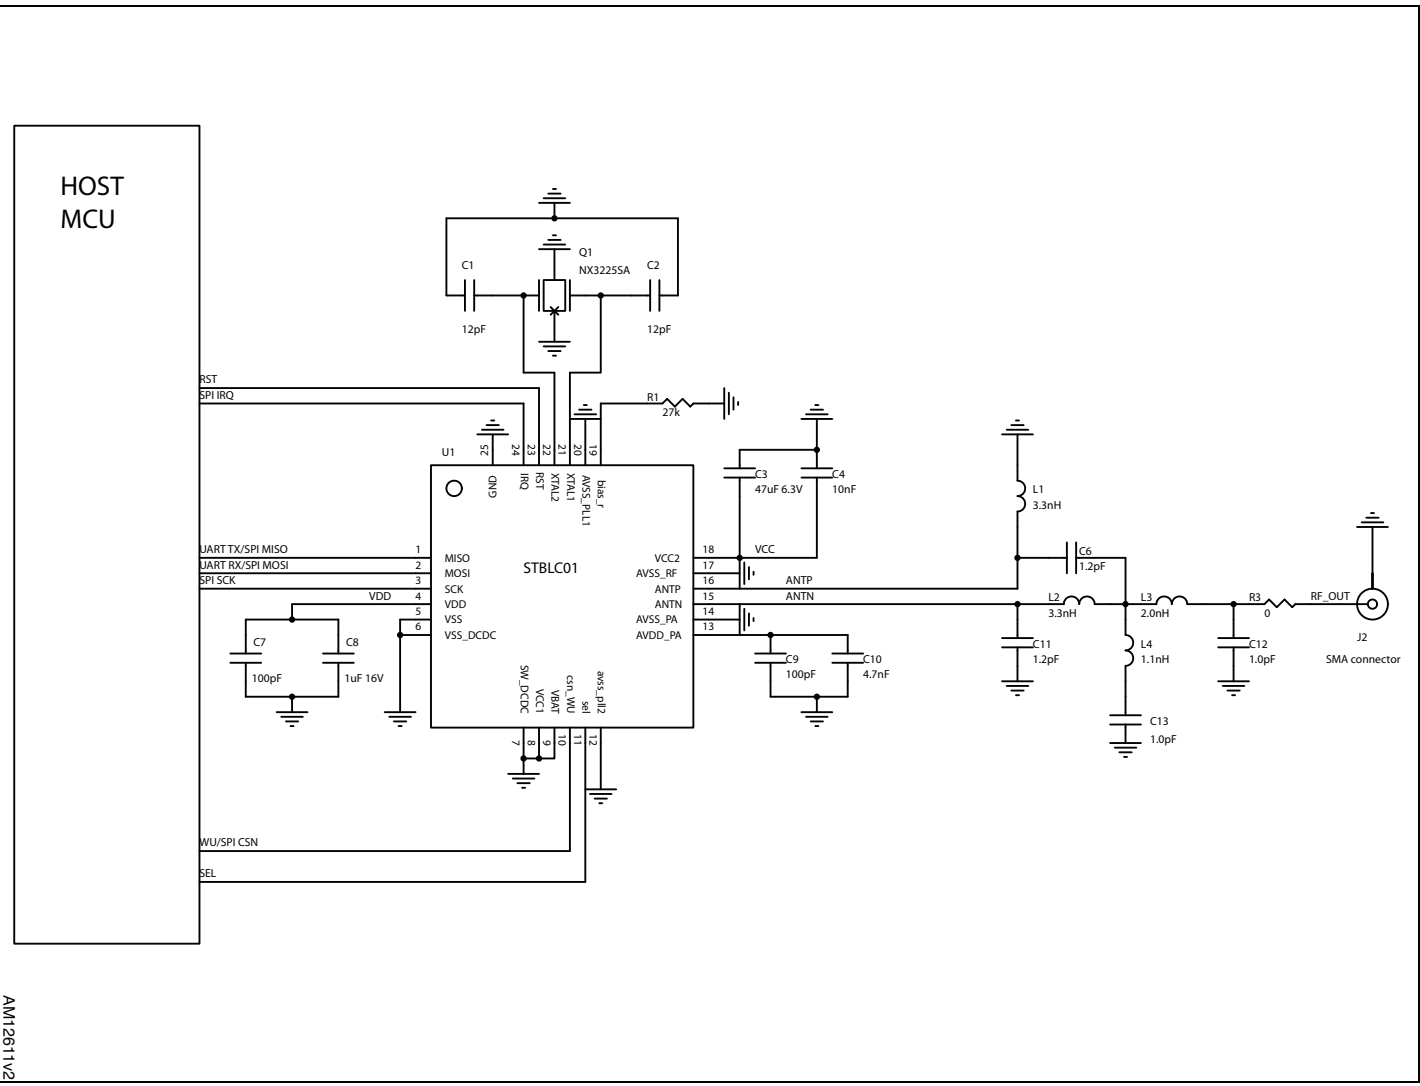 HOST
MCU
Q1
NX3225SA
C1
12pF
C2
12pF
RST
SPI IRQ
R1
27k
U1
25
24
23
22
21
20
19
GND
IRQ
RST
XTAL2
XTAL1
AVSS_PLL1
bias_r
C3
47uF 6.3V
C4
10nF
L1
3.3nH
UART TX/SPI MISO
UART RX/SPI MOSI
SPI SCK
VDD
1
2
3
4
5
6
MISO
MOSI
SCK
VDD
VSS
VSS_DCDC
STBLC01
VCC2
AVSS_RF
ANTP
ANTN
AVSS_PA
AVDD_PA
18
17
16
15
14
13
VCC
ANTP
ANTN
C6
1.2pF
L2
3.3nH
L3
2.0nH
R3
0
RF_OUT
J2
SMA connector
C7
100pF
C8
1uF 16V
C9
100pF
C10
4.7nF
C11
1.2pF
L4
1.1nH
C12
1.0pF
C13
1.0pF
SW_DCDC
VCC1
VBAT
csn_WU
sel
avss_pll2
7
8
9
10
11
12
WU/SPI CSN
SEL
AM12611v2